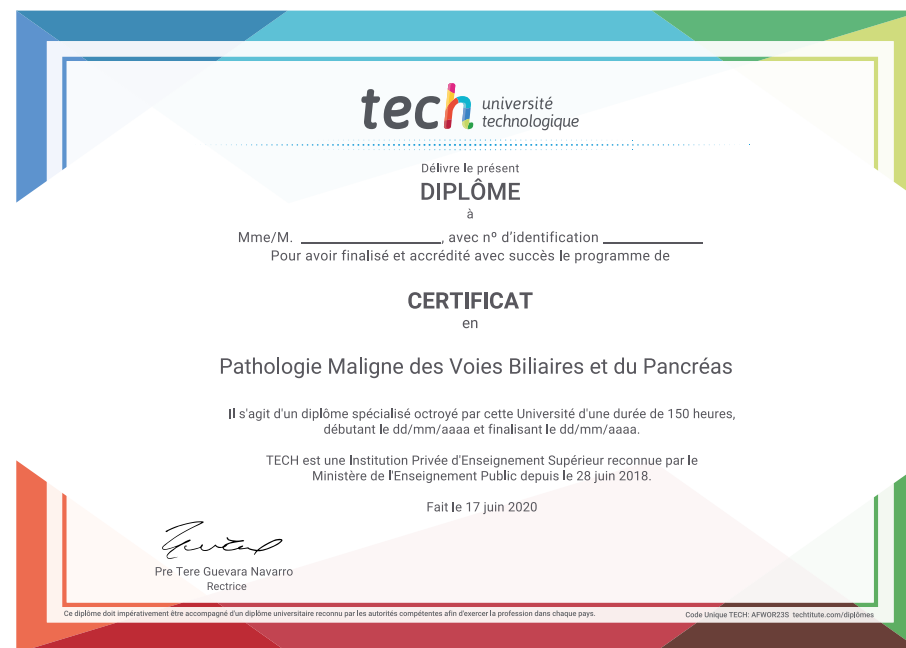 tech université
technologique
Délivre le présent
DIPLÔME
à
Mme/M. ____________________, avec nº d'identification ______________
Pour avoir finalisé et accrédité avec succès le programme de
CERTIFICAT
en
Pathologie Maligne des Voies Biliaires et du Pancréas
Il s'agit d'un diplôme spécialisé octroyé par cette Université d'une durée de 150 heures,
débutant le dd/mm/aaaa et finalisant le dd/mm/aaaa.
TECH est une Institution Privée d'Enseignement Supérieur reconnue par le
Ministère de l'Enseignement Public depuis le 28 juin 2018.
Fait le 17 juin 2020
Pre Tere Guevara Navarro
Rectrice
Ce diplôme doit impérativement être accompagné d'un diplôme universitaire reconnu par les autorités compétentes afin d'exercer la profession dans chaque pays.
Code Unique TECH: AFWOR23S techtitute.com/diplômes